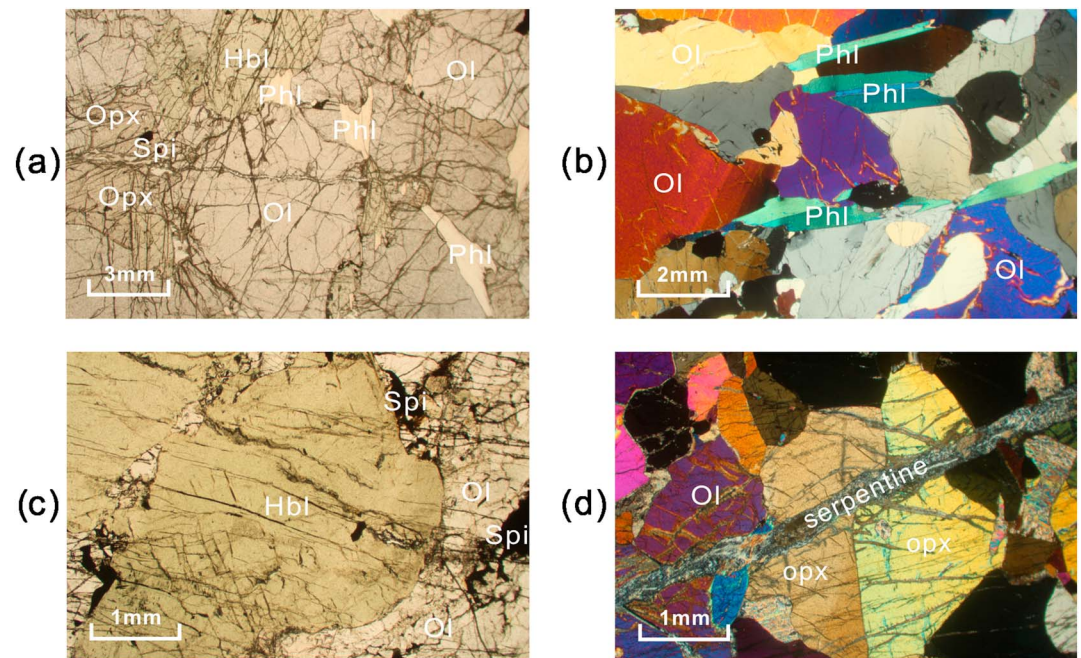 (a)
Hbl
Ol
Phl
Opx
Phl
Spi
Opx
Ol
Phl
3mm
(b)
Ol
Phl
Phl
Ol
Phl
Ol
2mm
(c)
Spi
Ol
Hbl
Spi
Ol
1mm
(d)
Ol
serpentine
opx
opx
1mm